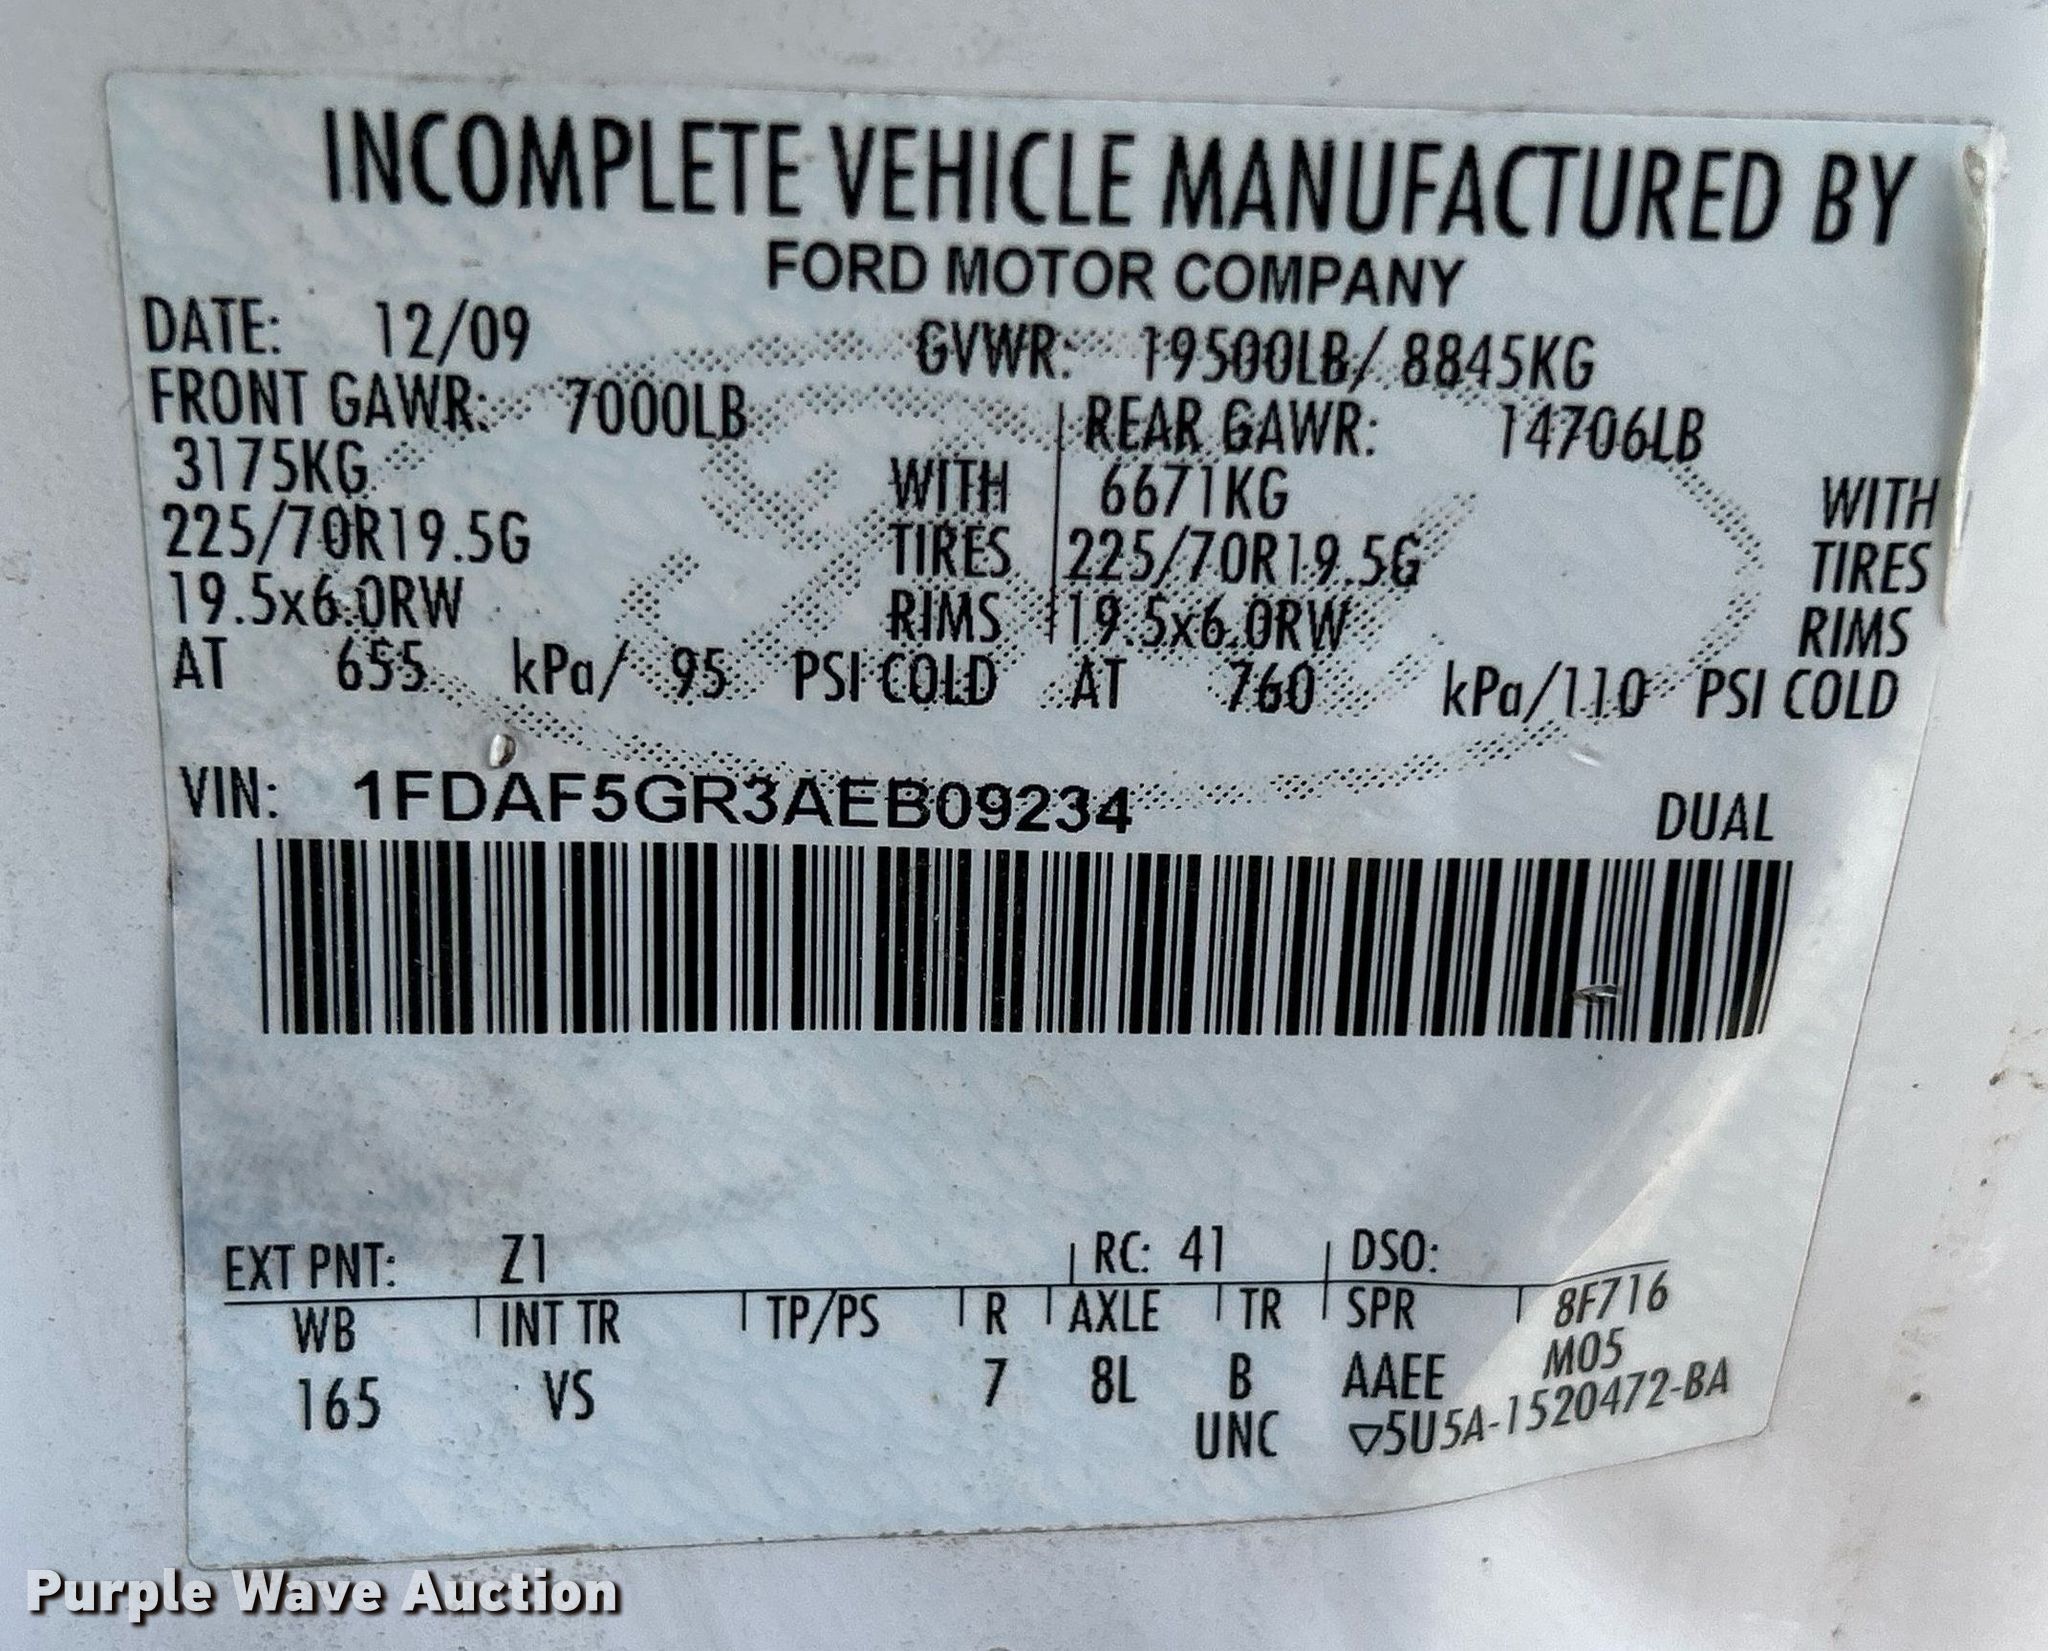 INCOMPLETE VEHICLE MANUFACTURED BY
FORD MOTOR COMPANY
DATE: 12/09 GVWR: 19500LB/ 8845KG
FRONT GAWR: 7000LB REAR GAWR: 14706LB
3175KG WITH 6671KG WITH
225/70R19.5G TIRES 225/70R19.5G TIRES
19.5x6.0RW RIMS 19.5x6.0RW RIMS
AT 655 kPa/ 95 PSI COLD AT 760 kPa/110 PSI COLD
VIN: 1FDAF5GR3AEB09234 DUAL
EXT PNT: Z1 RC: 41 DSO:
WB INT TR TP/PS R AXLE TR SPR 8F716
165 VS 7 8L B AAEE M05
UNC ▽5U5A-1520472-BA
Purple Wave Auction